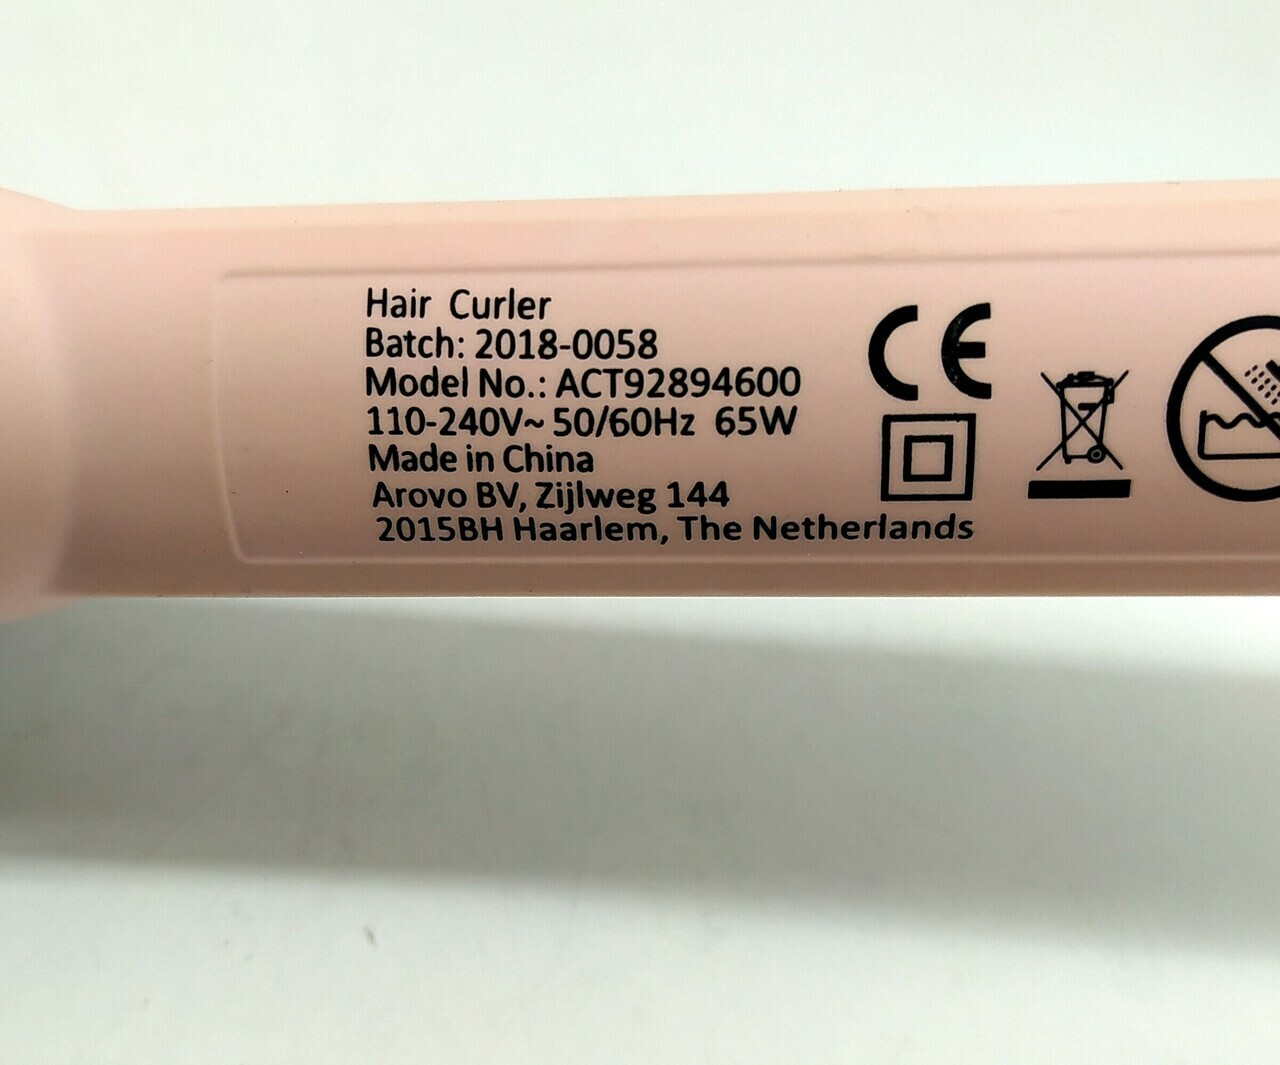 Hair Curler
Batch: 2018-0058
Model No.: ACT92894600
110-240V~ 50/60Hz 65W
Made in China
Arovo BV, Zijlweg 144
2015BH Haarlem, The Netherlands
CE